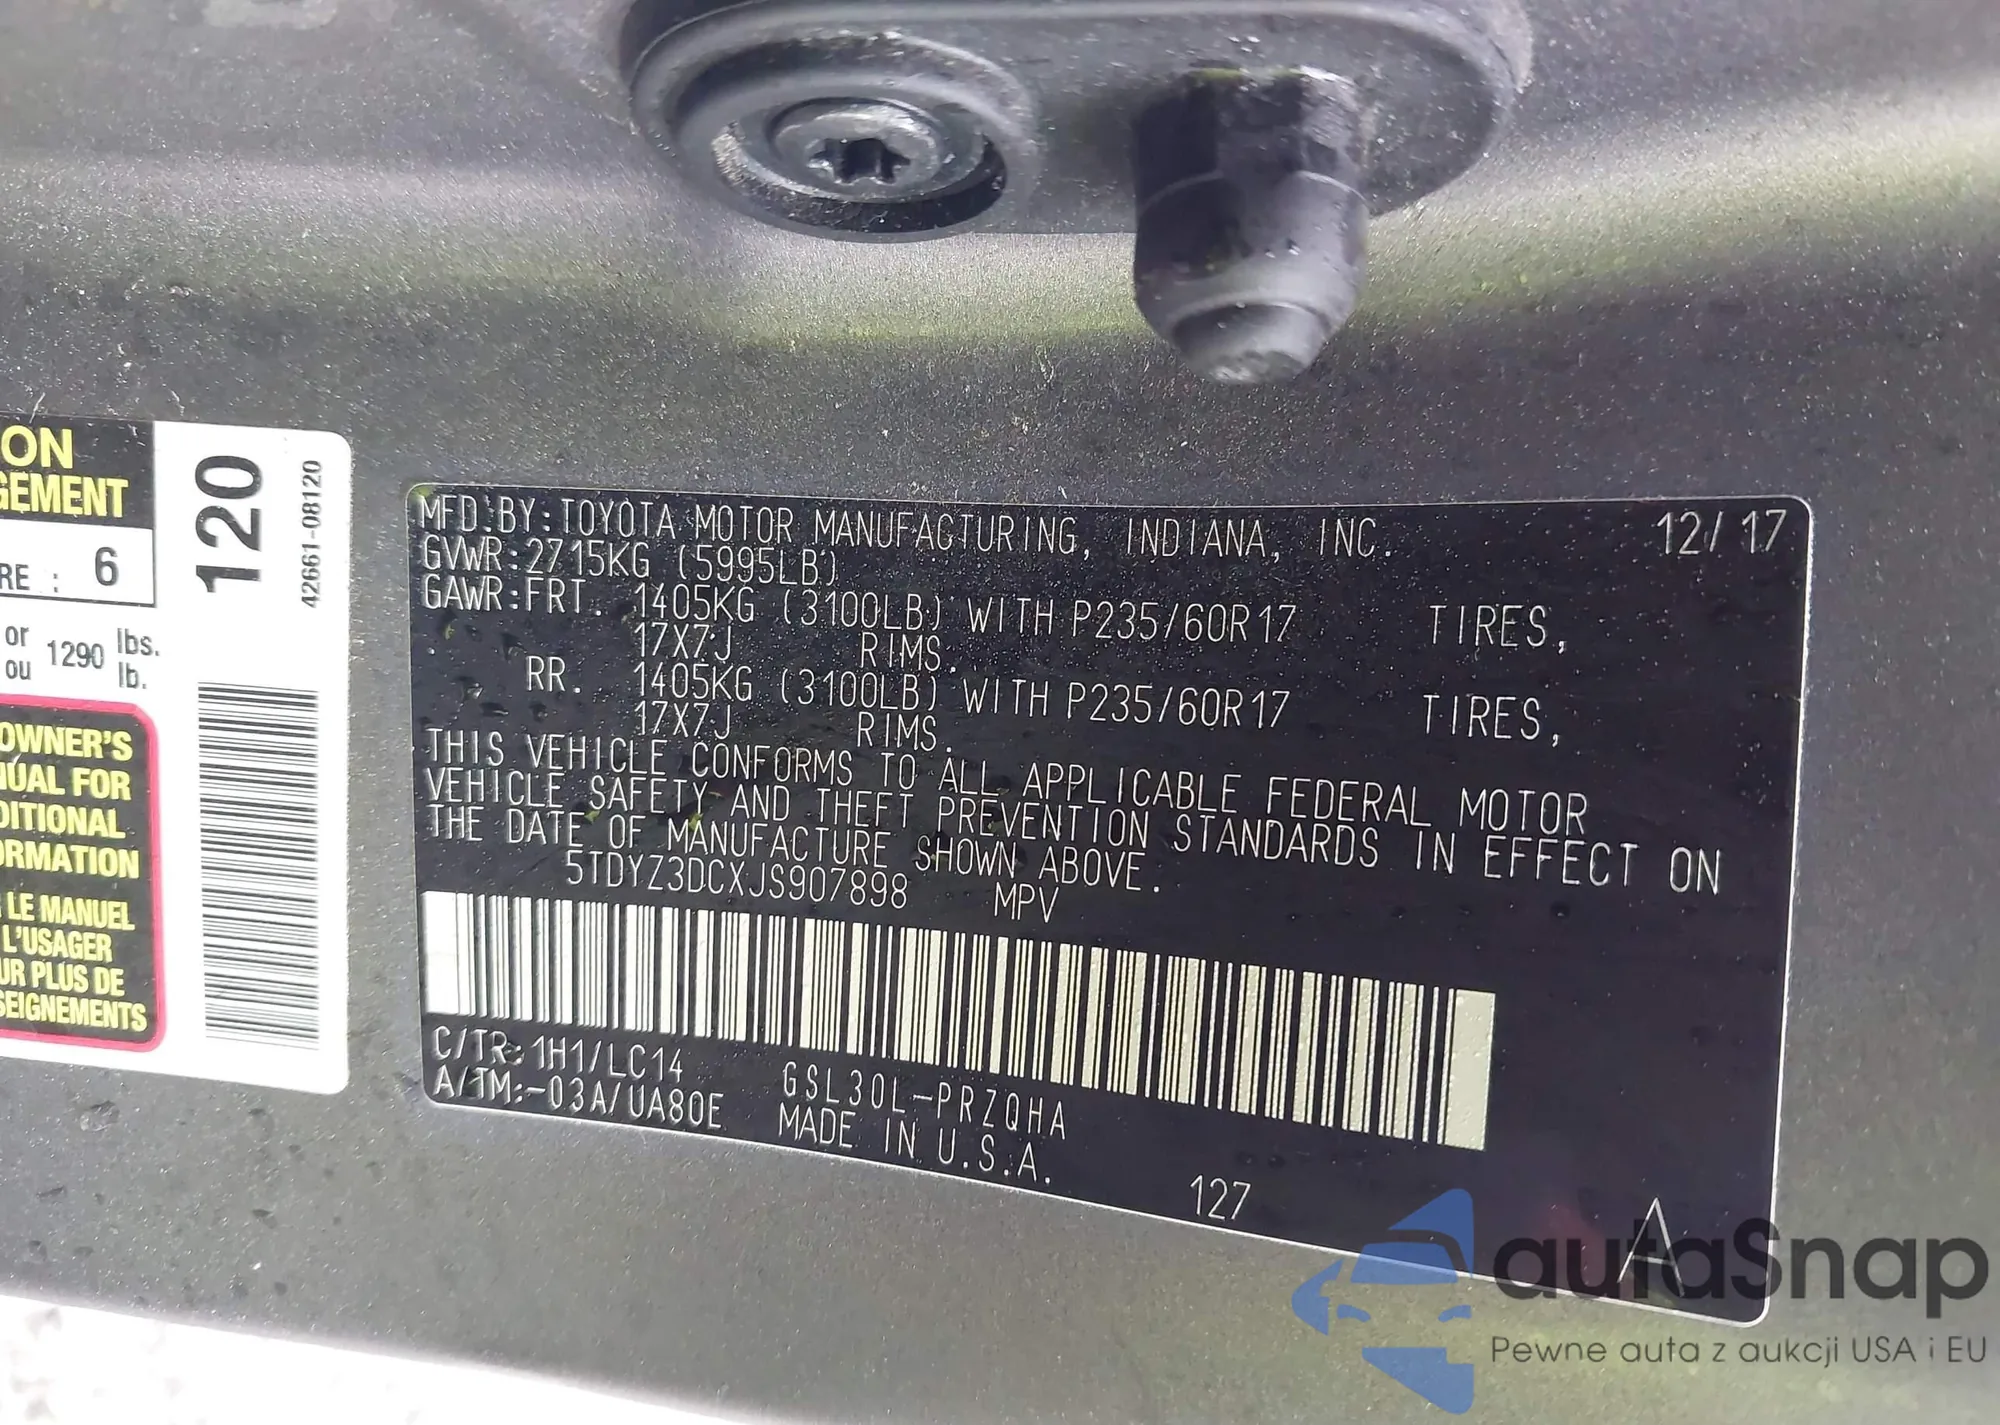 ON
GEMENT
RE : 6
or 1290 lbs.
ou lb.
OWNER'S
NUAL FOR
DITIONAL
ORMATION
LE MANUEL
L'USAGER
UR PLUS DE
SEIGNEMENTS
120
42661-08120
MFD.BY:TOYOTA MOTOR MANUFACTURING, INDIANA, INC. 12/17
GVWR:2715KG (5995LB)
GAWR:FRT. 1405KG (3100LB) WITH P235/60R17 TIRES,
17X7J RIMS.
RR. 1405KG (3100LB) WITH P235/60R17 TIRES,
17X7J RIMS.
THIS VEHICLE CONFORMS TO ALL APPLICABLE FEDERAL MOTOR
VEHICLE SAFETY AND THEFT PREVENTION STANDARDS IN EFFECT ON
THE DATE OF MANUFACTURE SHOWN ABOVE.
5TDYZ3DCXJS907898 MPV
C/TR:1H1/LC14 GSL30L-PRZQHA
A/TM:-03A/UA80E MADE IN U.S.A.
127
A
autoSnap
Pewne auta z aukcji USA i EU